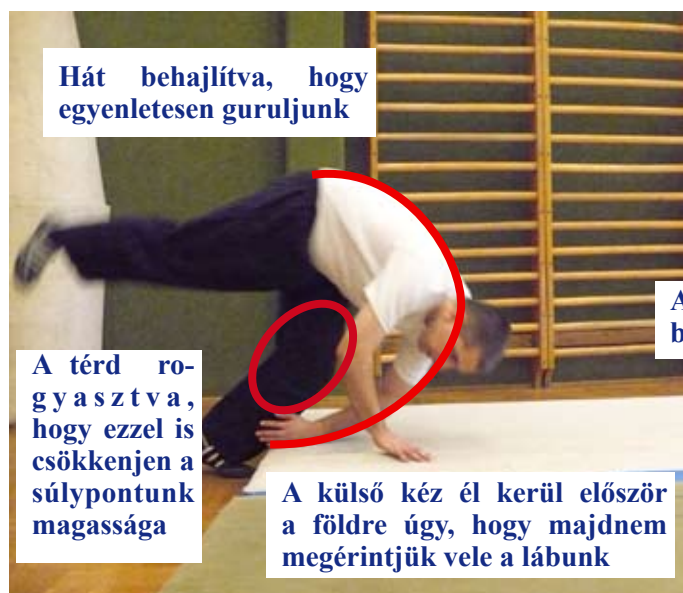 Hát behajlítva, hogy
egyenletesen guruljunk
A
b
A térd ro-
gyasztva,
hogy ezzel is
csökkenjen a
súlypontunk
magassága
A külső kéz él kerül először
a földre úgy, hogy majdnem
megérintjük vele a lábunk